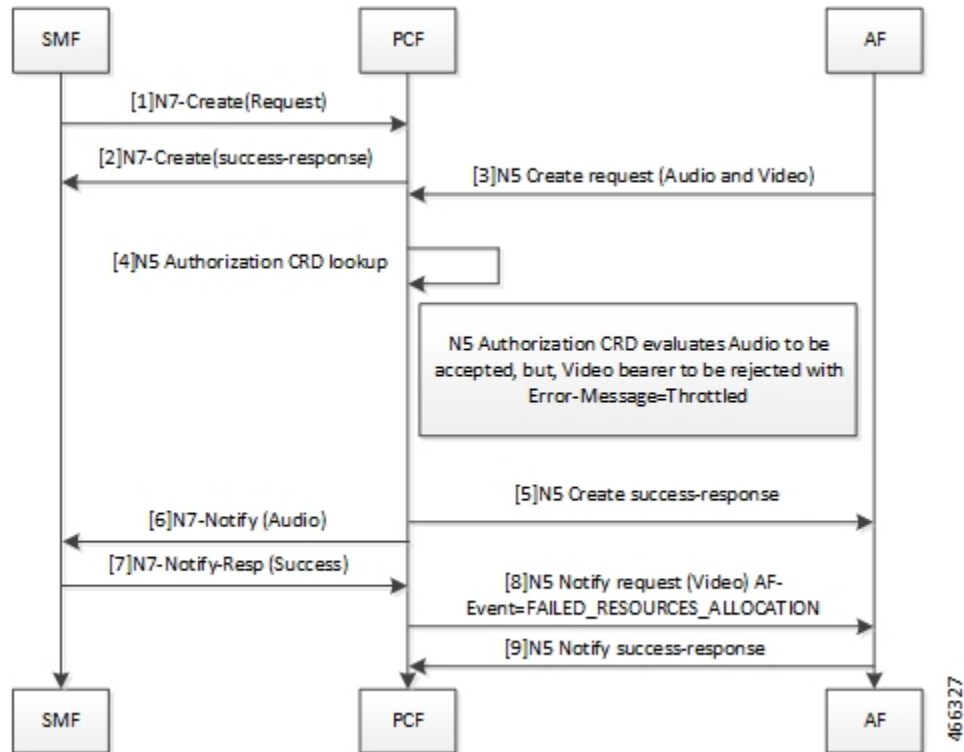 SMF
PCF
AF
[1]N7-Create(Request)
[2]N7-Create(success-response)
[3]N5 Create request (Audio and Video)
[4]N5 Authorization CRD lookup
N5 Authorization CRD evaluates Audio to be
accepted, but, Video bearer to be rejected with
Error-Message=Throttled
[5]N5 Create success-response
[6]N7-Notify (Audio)
[7]N7-Notify-Resp (Success)
[8]N5 Notify request (Video) AF-
Event=FAILED_RESOURCES_ALLOCATION
[9]N5 Notify success-response
SMF
PCF
AF
466327